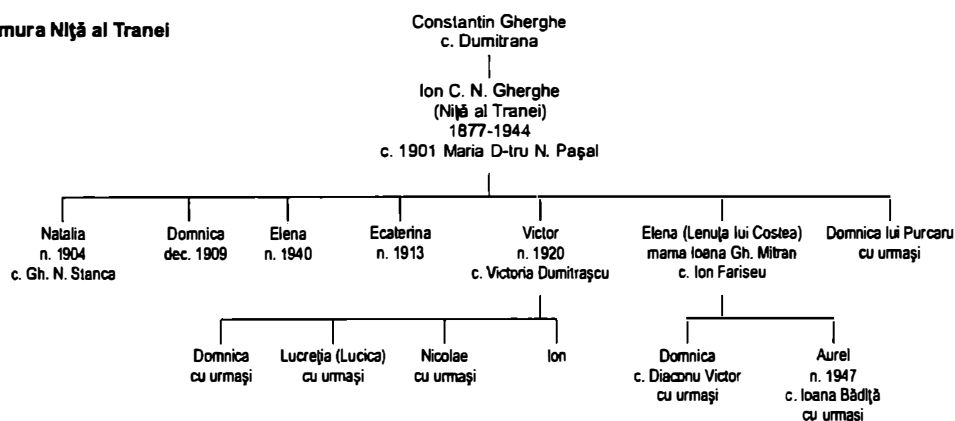 mura Niţă al Tranei
Constantin Gherghe
c. Dumitrana
Ion C. N. Gherghe
(Niţă al Tranei)
1877-1944
c. 1901 Maria D-tru N. Paşal
Natalia
n. 1904
c. Gh. N. Stanca
Domnica
dec. 1909
Elena
n. 1940
Ecaterina
n. 1913
Victor
n. 1920
c. Victoria Dumitraşcu
Elena (Lenuţa lui Costea)
mama Ioana Gh. Mitran
c. Ion Fariseu
Domnica lui Purcaru
cu urmaşi
Domnica
cu urmaşi
Lucreţia (Lucica)
cu urmaşi
Nicolae
cu urmaşi
Ion
Domnica
c. Diaconu Victor
cu urmaşi
Aurel
n. 1947
c. Ioana Bădiţă
cu urmasi